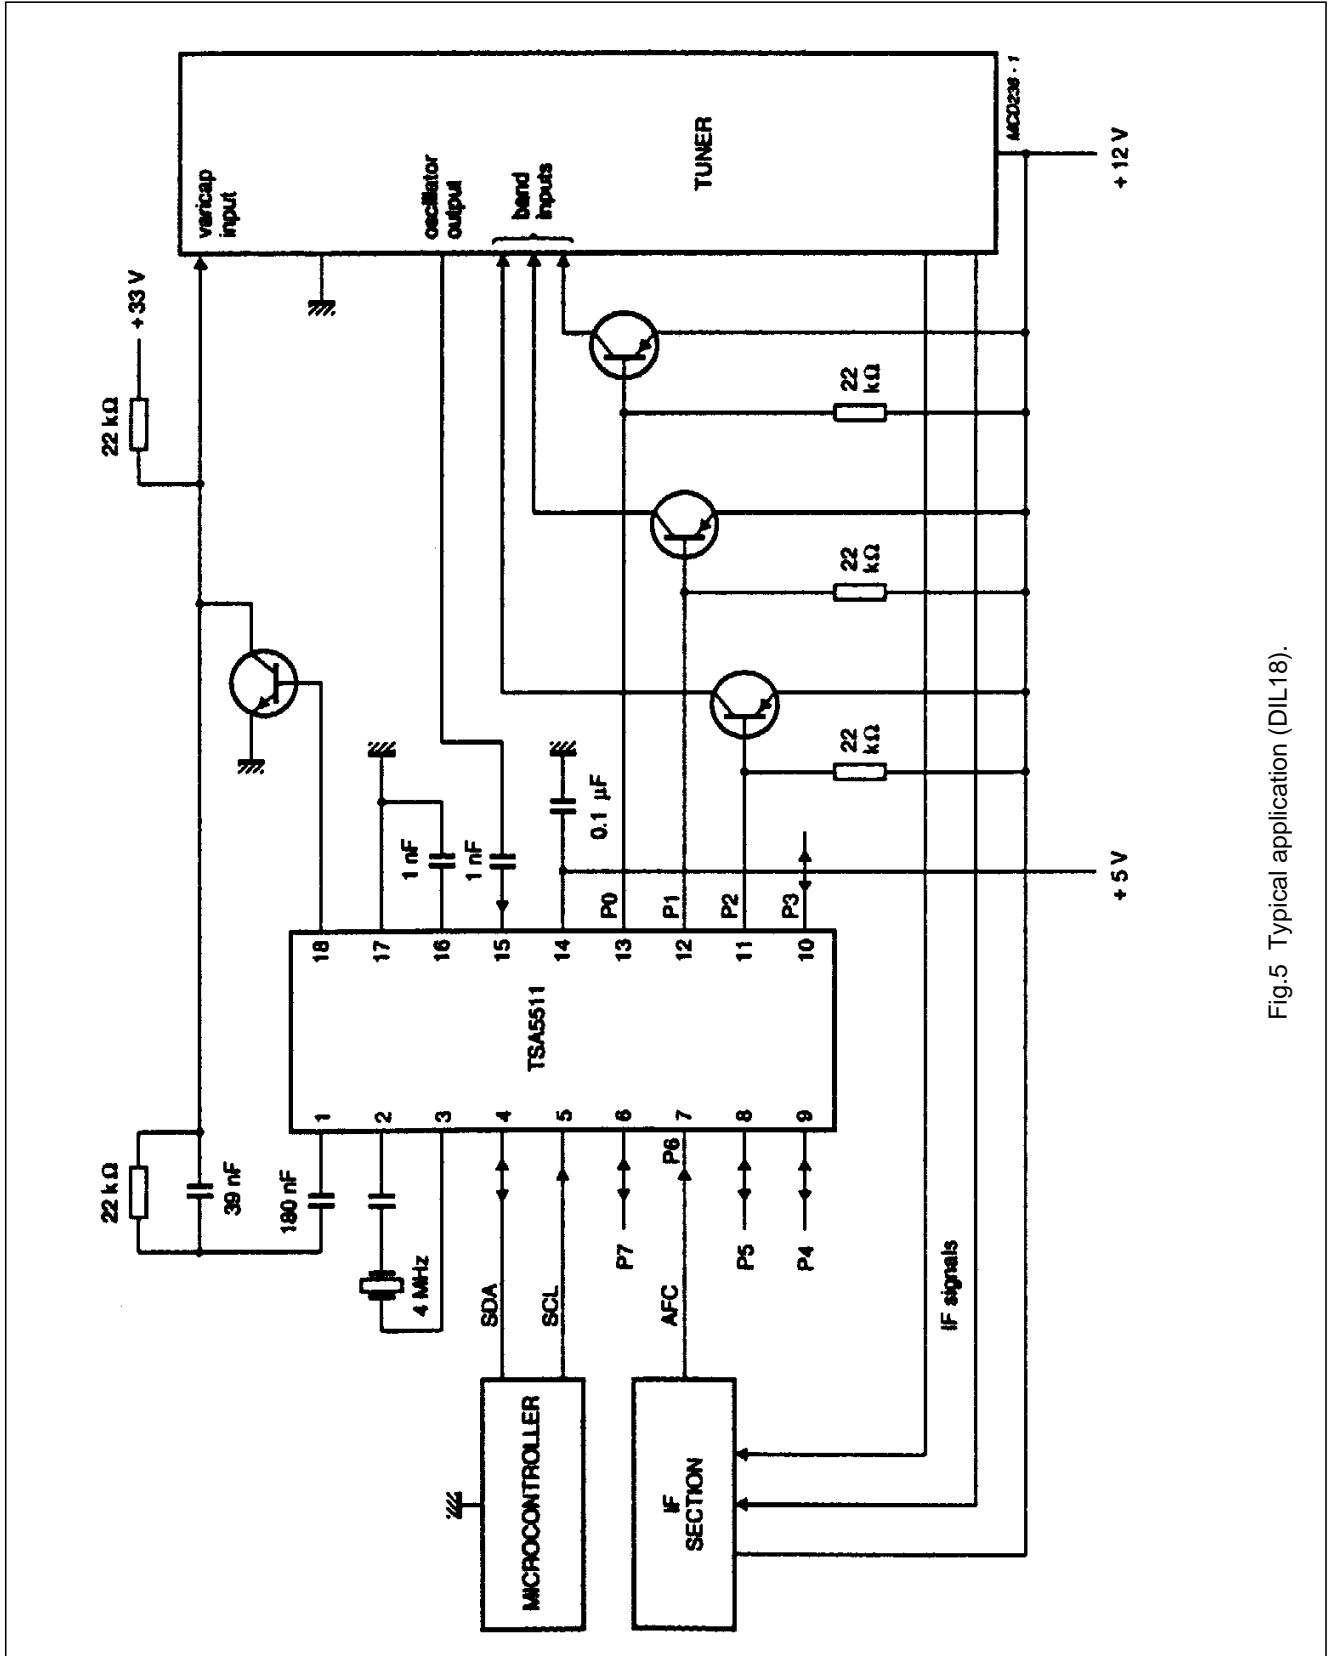 22 kΩ
39 nF
180 nF
4 MHz
SDA
SCL
P7
AFC
P6
P5
P4
IF signals
MICROCONTROLLER
IF
SECTION
1
2
3
4
5
6
7
8
9
TSA5511
18
17
16
15
14
13
12
11
10
1 nF
1 nF
0.1 μF
P0
P1
P2
P3
+ 5 V
22 kΩ
+ 33 V
22
kΩ
22
kΩ
22
kΩ
varicap
input
oscillator
output
band
inputs
TUNER
MCD236 - 1
+ 12 V
Fig.5 Typical application (DIL18).